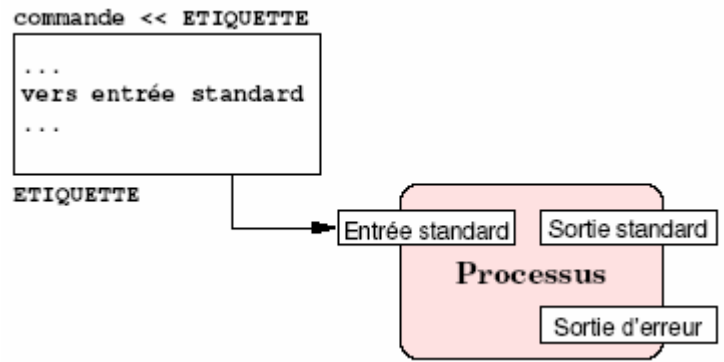 commande << ETIQUETTE
...
vers entrée standard
...
ETIQUETTE
Entrée standard
Sortie standard
Processus
Sortie d'erreur